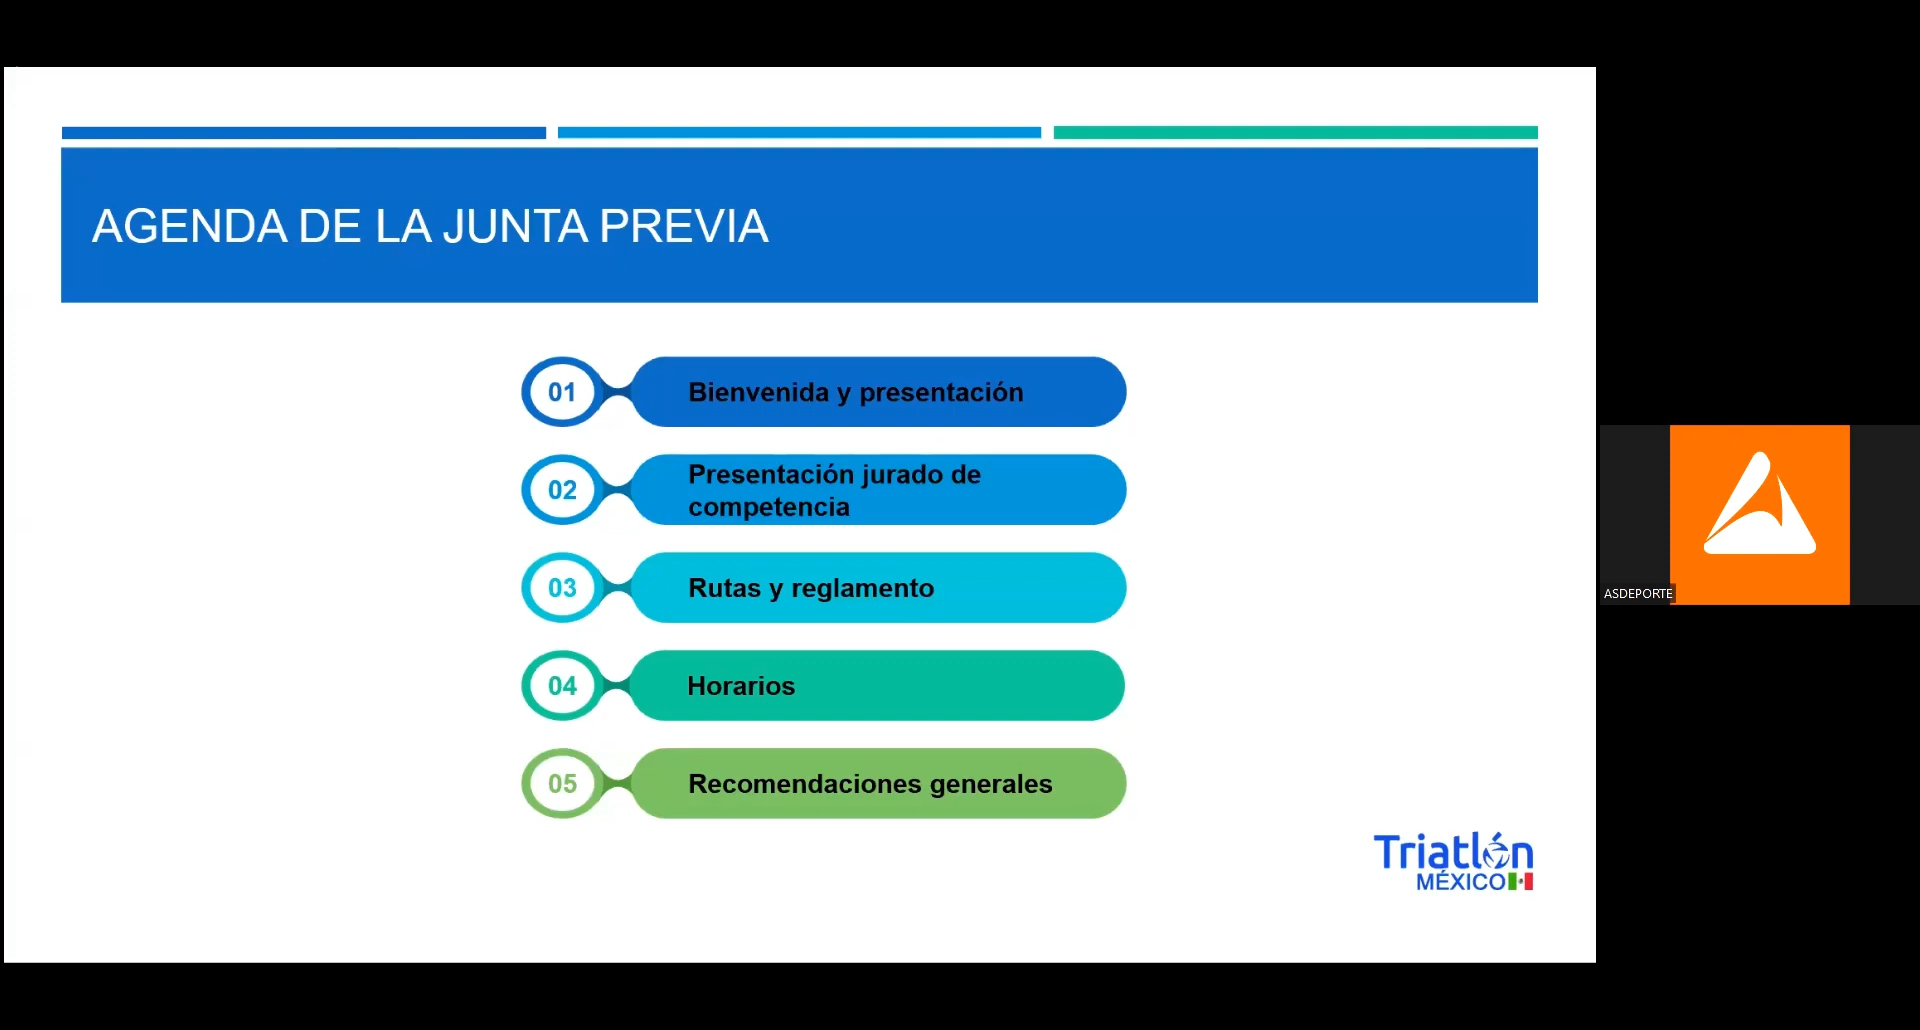 AGENDA DE LA JUNTA PREVIA
01
Bienvenida y presentación
02
Presentación jurado de
competencia
03
Rutas y reglamento
04
Horarios
05
Recomendaciones generales
Triatlón
MÉXICO
ASDEPORTE